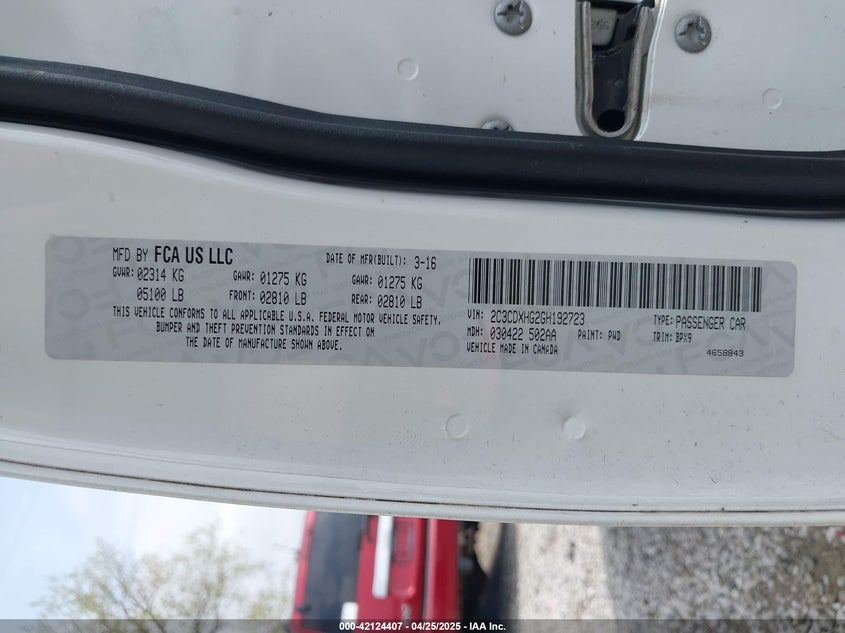 MFD BY FCA US LLC
DATE OF MFR(BUILT): 3-16
GVWR: 02314 KG GAWR: 01275 KG GAWR: 01275 KG
05100 LB FRONT: 02810 LB REAR: 02810 LB
THIS VEHICLE CONFORMS TO ALL APPLICABLE U.S.A. FEDERAL MOTOR VEHICLE SAFETY,
BUMPER AND THEFT PREVENTION STANDARDS IN EFFECT ON
THE DATE OF MANUFACTURE SHOWN ABOVE.
VIN: 2C3CDXHG2GH192723 TYPE: PASSENGER CAR
MDH: 030422 502AA PAINT: PWD TRIM: BPX9
VEHICLE MADE IN CANADA 4658843
000-42124407 - 04/25/2025 - IAA Inc.